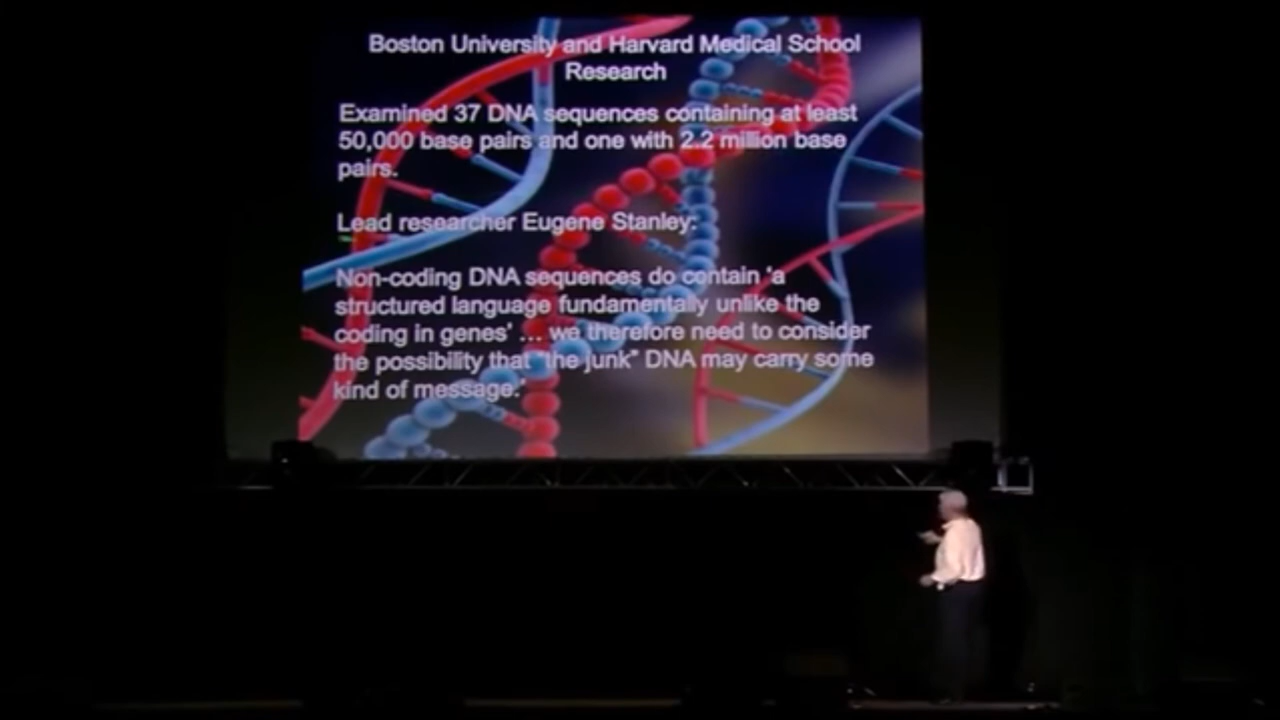 Boston University and Harvard Medical School
Research
Examined 37 DNA sequences containing at least
50,000 base pairs and one with 2.2 million base
pairs.
Lead researcher Eugene Stanley:
Non-coding DNA sequences do contain 'a
structured language fundamentally unlike the
coding in genes' ... we therefore need to consider
the possibility that "the junk" DNA may carry some
kind of message.'